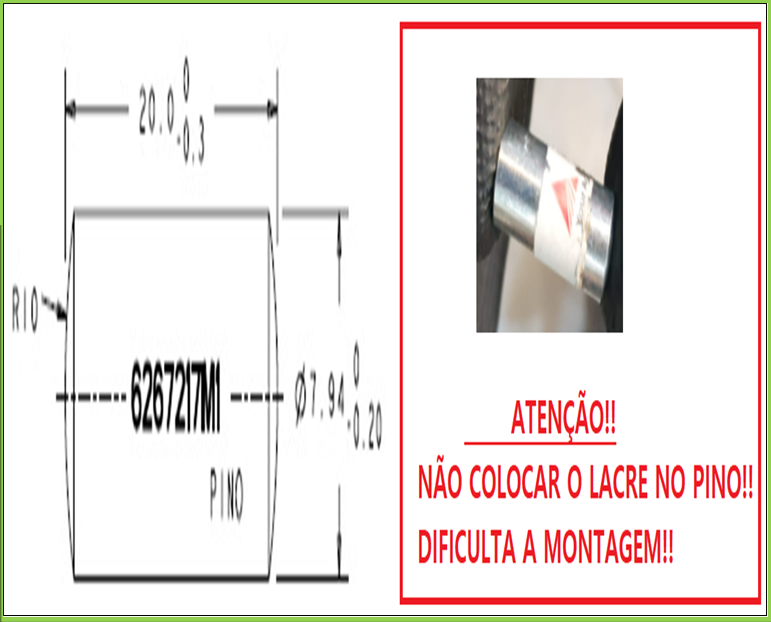 20.0 0 -0.3
R10
6267217M1
PINO
Ø7.94 0 -0.20
ATENÇÃO!!
NÃO COLOCAR O LACRE NO PINO!!
DIFICULTA A MONTAGEM!!